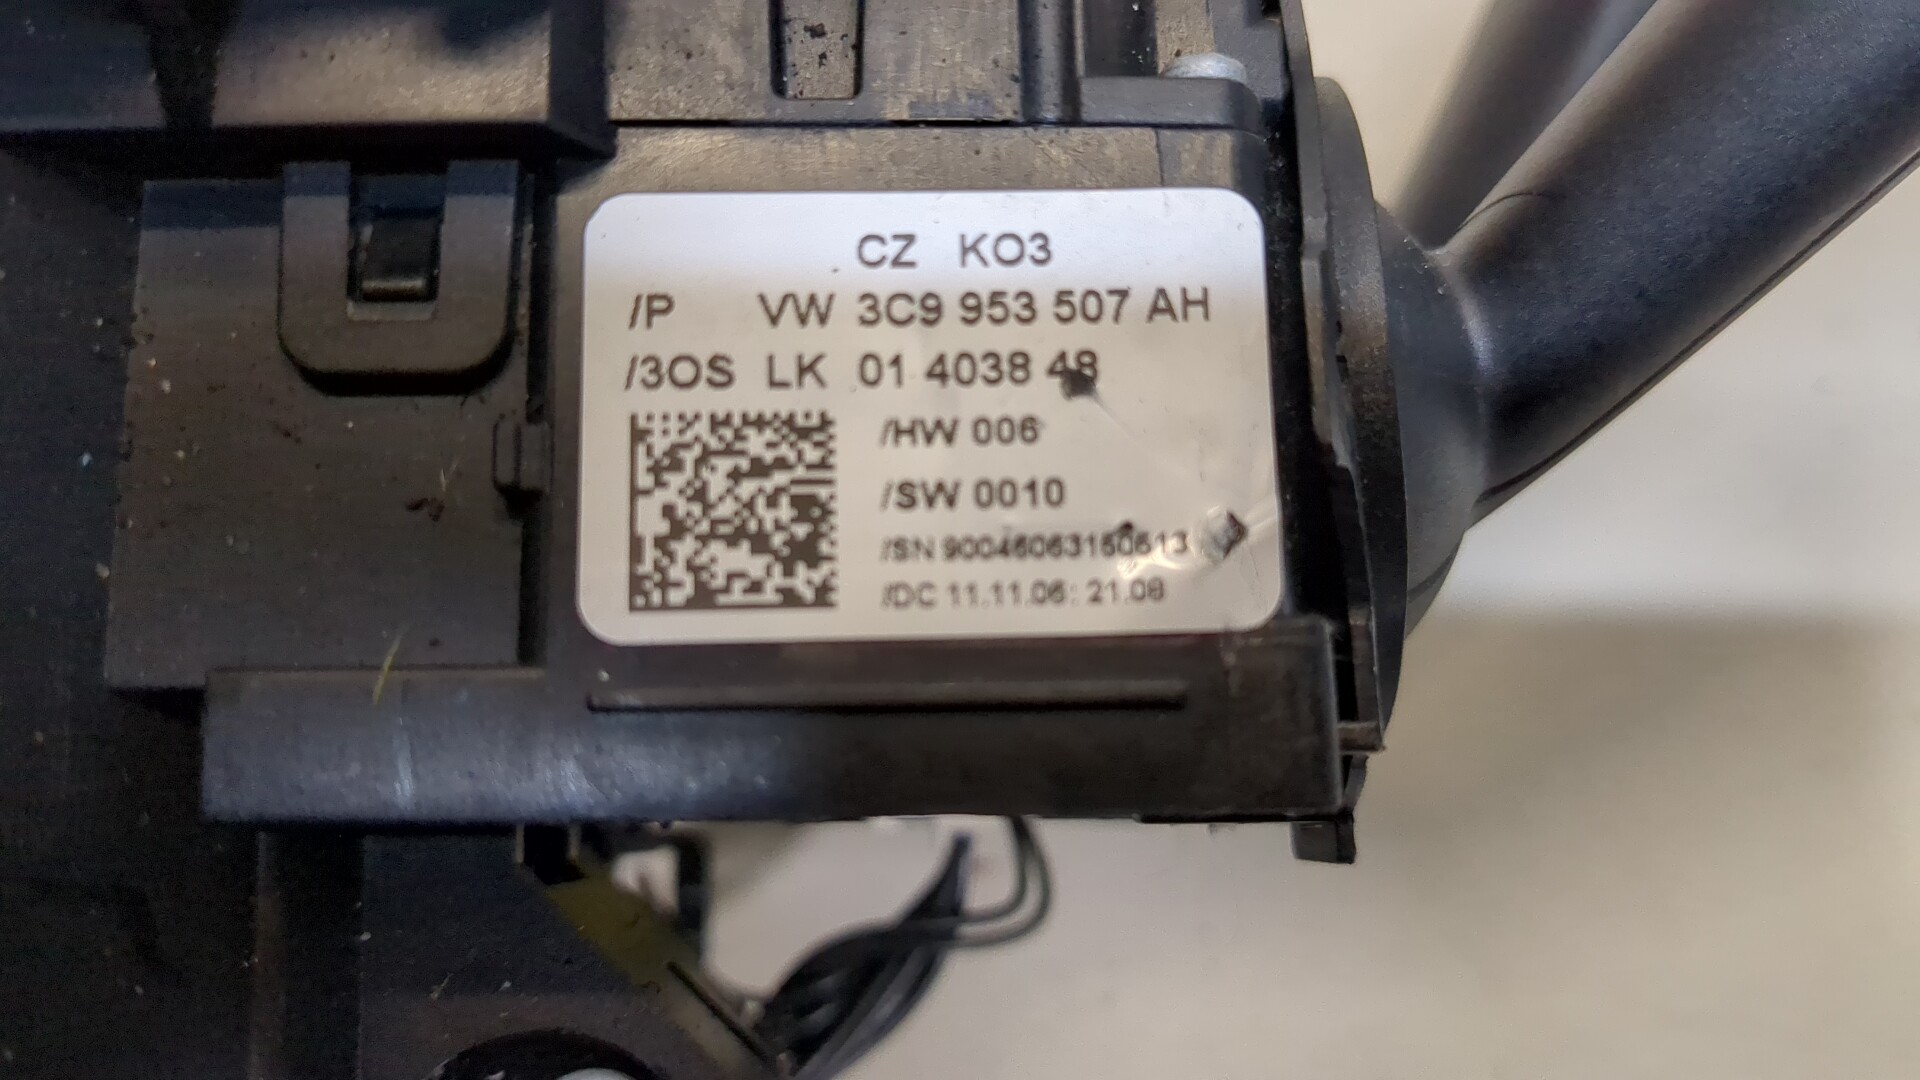 CZ KO3
/P VW 3C9 953 507 AH
/3OS LK 01 4038 48
/HW 006
/SW 0010
/SN
/DC 11.11.06: 21.08